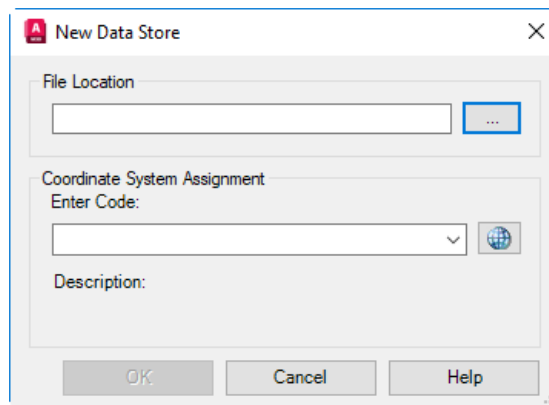 New Data Store
File Location
...
Coordinate System Assignment
Enter Code:
Description:
OK Cancel Help